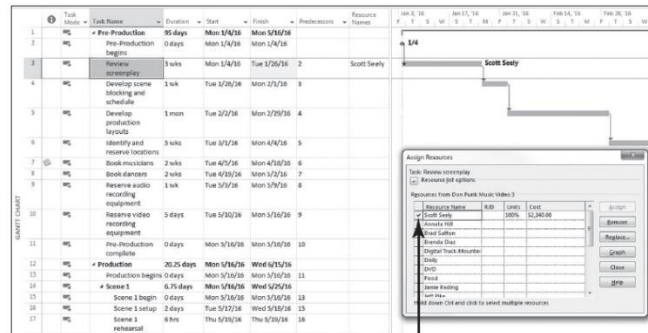 Task Mode Task Name Duration Start Finish Predecessors Resource Names
Jan 3, '16 Jan 17, '16 Jan 31, '16 Feb 14, '16 Feb 28, '16
F T S W S T M F T S W S T M F T
1 Pre-Production 95 days Mon 1/4/16 Mon 5/16/16
2 Pre-Production begins 0 days Mon 1/4/16 Mon 1/4/16
1/4
3 Review screenplay 3 wks Mon 1/4/16 Tue 1/26/16 2 Scott Seely
Scott Seely
4 Develop scene blocking and schedule 1 wk Tue 1/26/16 Mon 2/1/16 3
5 Develop production layouts 1 mon Tue 2/2/16 Mon 2/29/16 4
6 Identify and reserve locations 5 wks Tue 3/1/16 Mon 4/4/16 5
7 Book musicians 2 wks Tue 4/5/16 Mon 4/18/16 6
8 Book dancers 2 wks Tue 4/19/16 Mon 5/2/16 7
9 Reserve audio recording equipment 1 wk Tue 5/3/16 Mon 5/9/16 8
10 Reserve video recording equipment 5 days Tue 5/10/16 Mon 5/16/16 9
11 Pre-Production complete 0 days Mon 5/16/16 Mon 5/16/16 10
12 Production 20.25 days Mon 5/16/16 Wed 6/15/16
13 Production begins 0 days Mon 5/16/16 Mon 5/16/16 11
14 Scene 1 6.75 days Mon 5/16/16 Wed 5/25/16
15 Scene 1 begin 0 days Mon 5/16/16 Mon 5/16/16 13
16 Scene 1 setup 2 days Tue 5/17/16 Wed 5/18/16 15
17 Scene 1 rehearsal 6 hrs Thu 5/19/16 Thu 5/19/16 16
GANTT CHART
Assign Resources
Task: Review screenplay
Resource list options
Resources from Don Funk Music Video 3
Resource Name R/D Units Cost
Scott Seely 100% $2,340.00
Annette Hill
Brad Sutton
Brenda Diaz
Digital Truck-Mounte
Dolly
DVD
Food
Jamie Reding
Jeff Pike
Assign
Remove
Replace...
Graph
Close
Help
Hold down Ctrl and click to select multiple resources